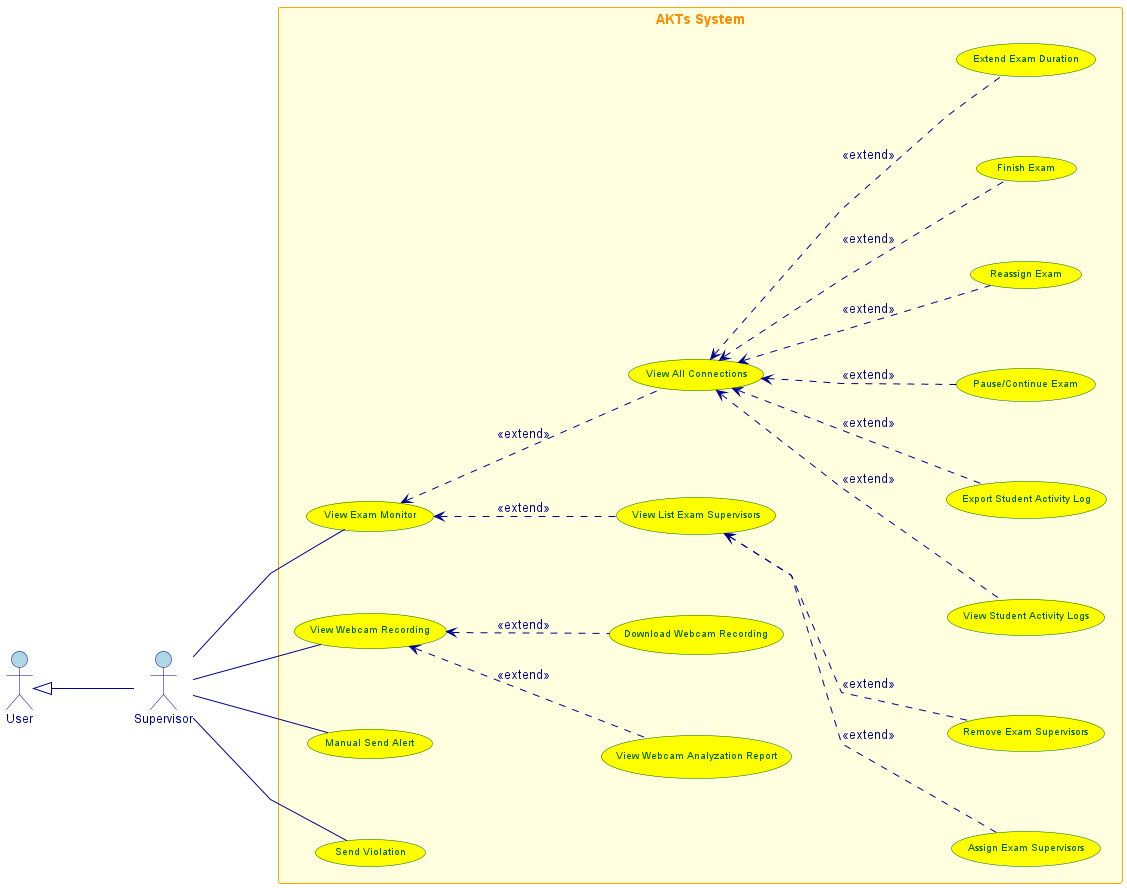 AKTs System
Extend Exam Duration
«extend»
Finish Exam
«extend»
Reassign Exam
«extend»
View All Connections
«extend»
Pause/Continue Exam
«extend»
«extend»
«extend»
Export Student Activity Log
View Exam Monitor
«extend»
View List Exam Supervisors
View Student Activity Logs
View Webcam Recording
«extend»
Download Webcam Recording
«extend»
«extend»
User
Supervisor
Remove Exam Supervisors
«extend»
Manual Send Alert
View Webcam Analyzation Report
Send Violation
Assign Exam Supervisors